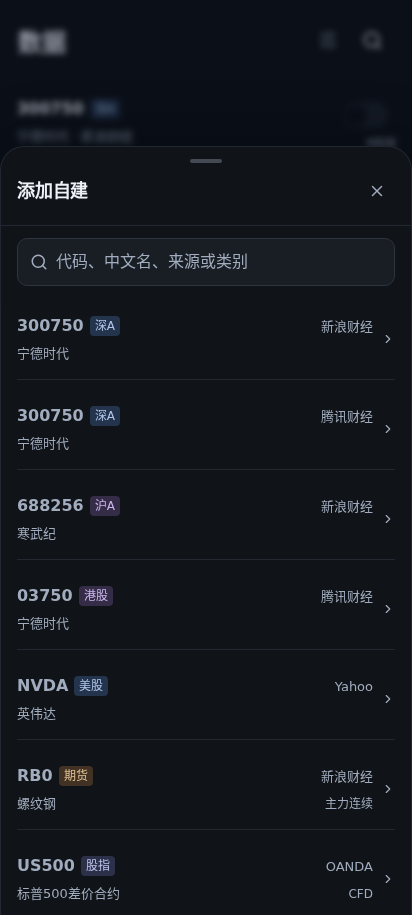 数据
300750
添加自建
代码、中文名、来源或类别
300750 深A 新浪财经
宁德时代
300750 深A 腾讯财经
宁德时代
688256 沪A 新浪财经
寒武纪
03750 港股 腾讯财经
宁德时代
NVDA 美股 Yahoo
英伟达
RB0 期货 新浪财经
螺纹钢 主力连续
US500 股指 OANDA
标普500差价合约 CFD